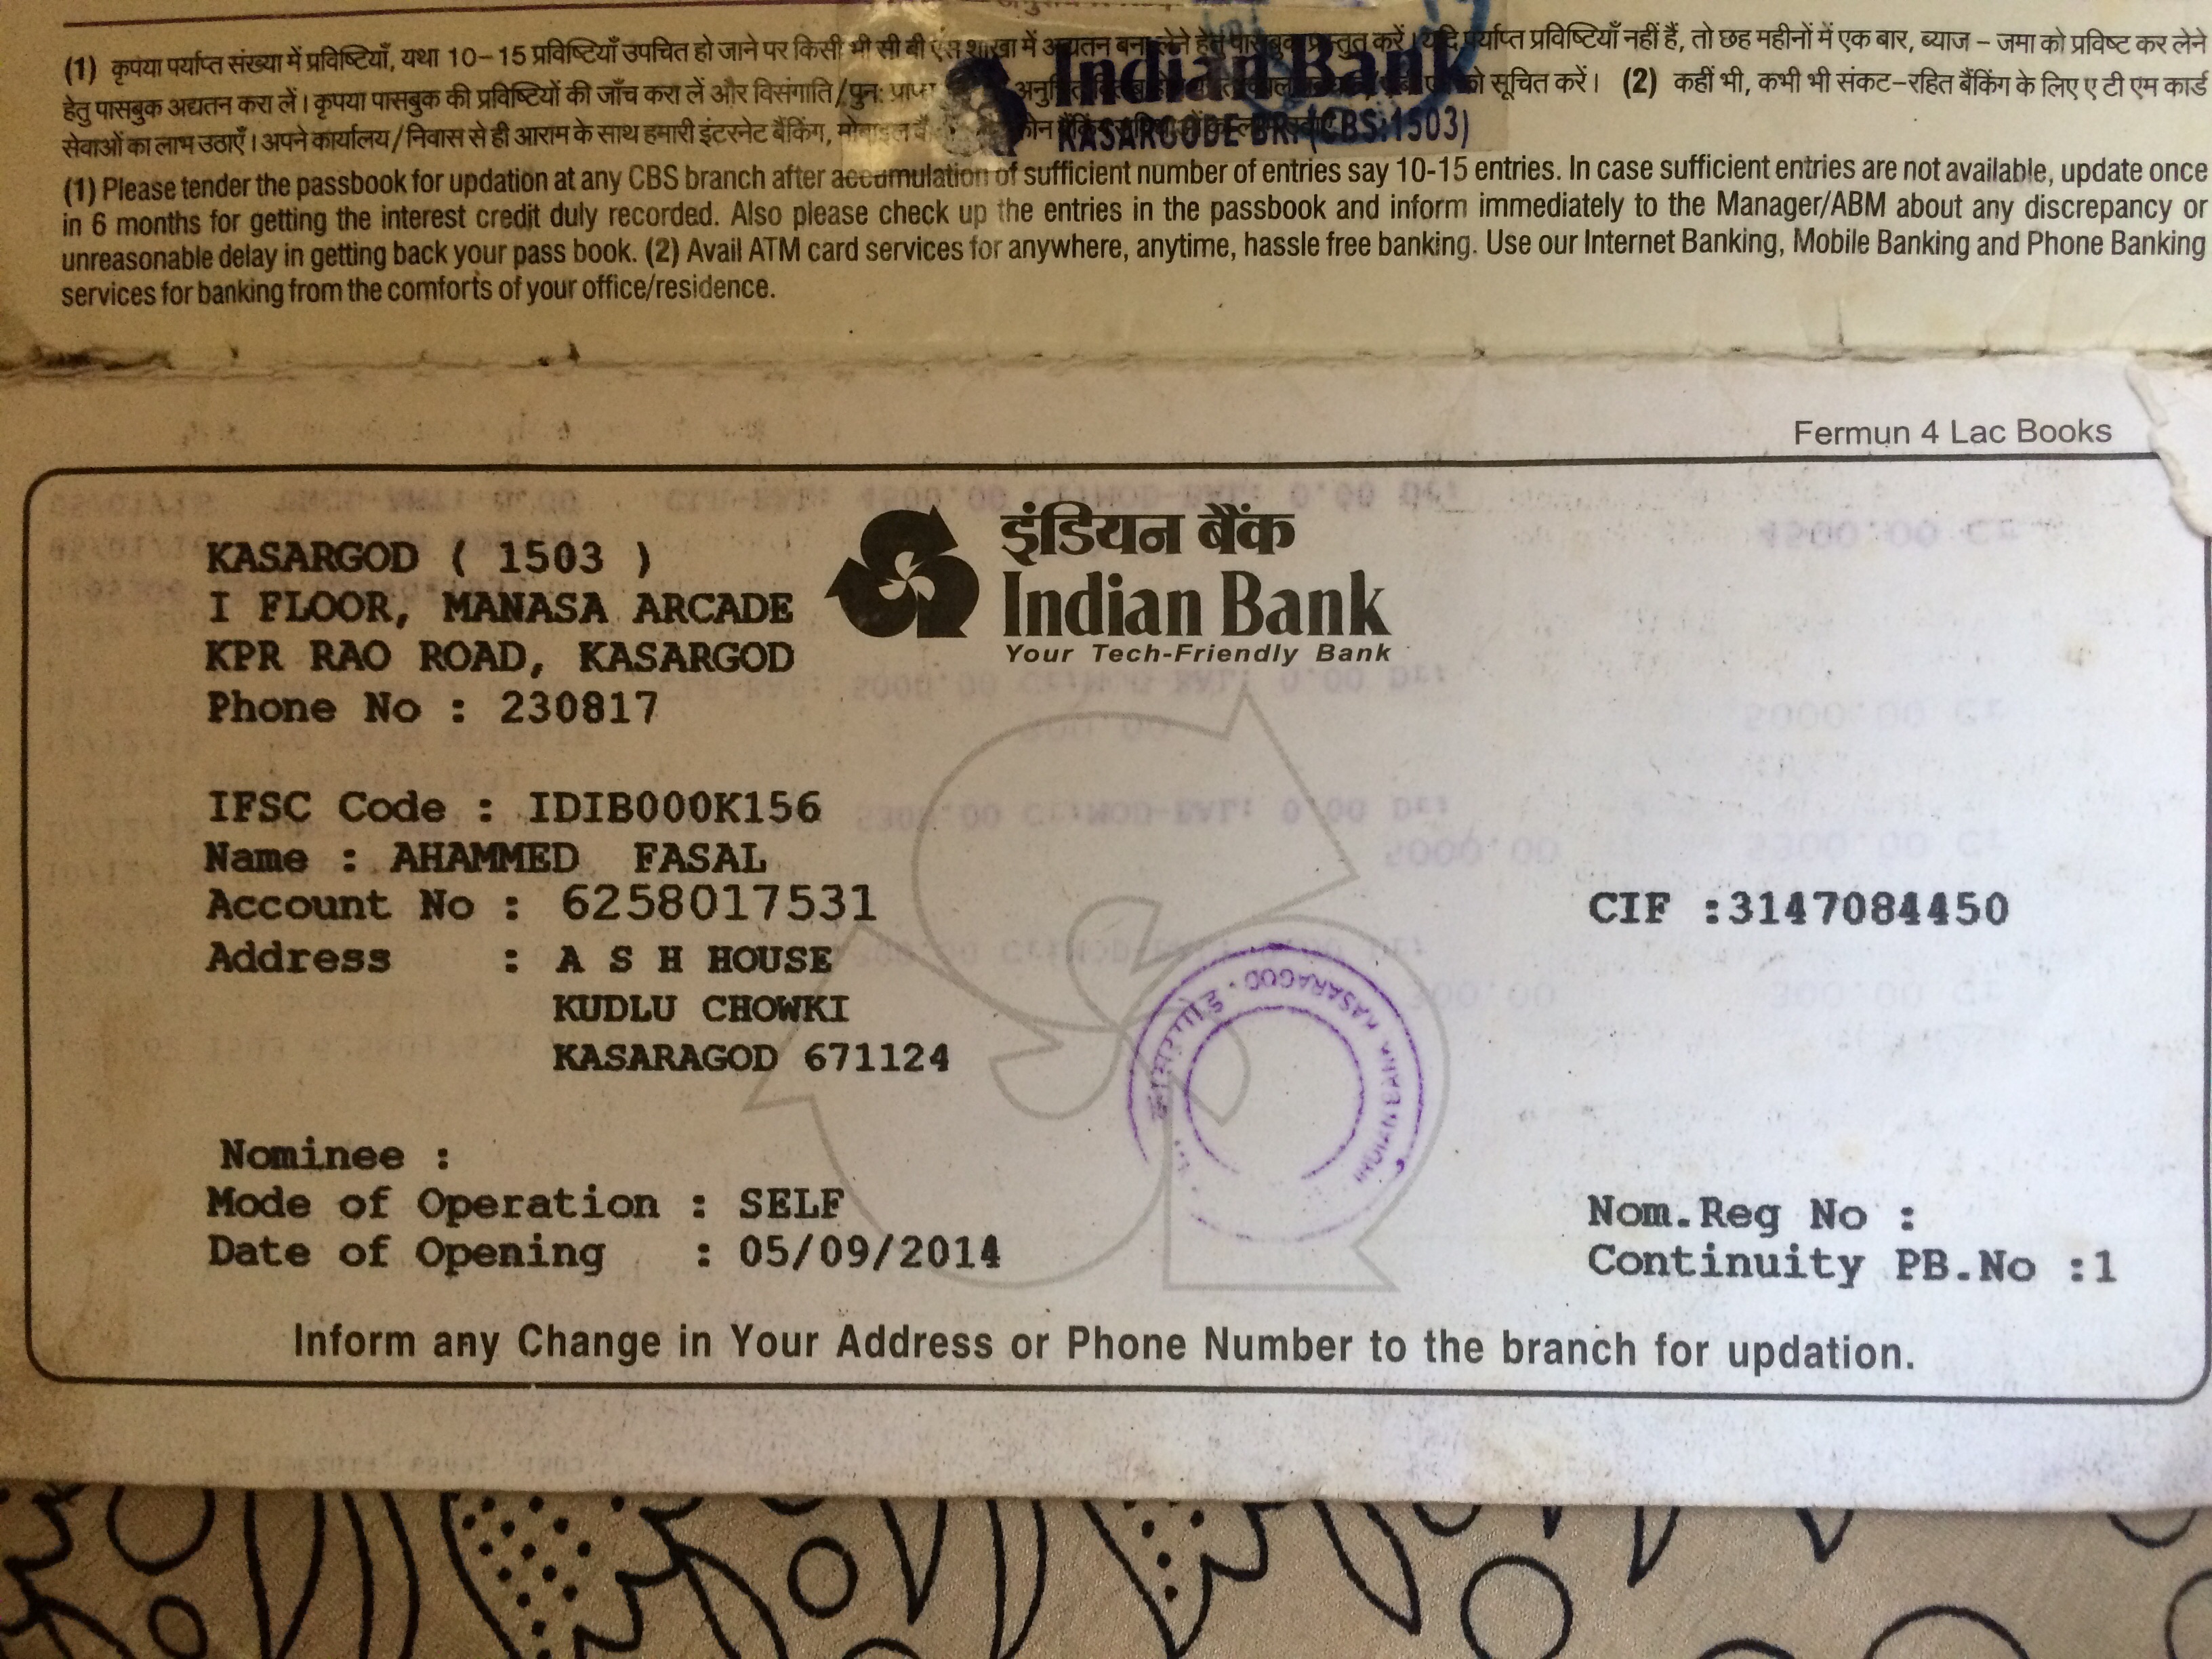 (1) कृपया पर्याप्त संख्या में प्रविष्टियाँ, यथा 10-15 प्रविष्टियाँ उपचित हो जाने पर किसी भी सी बी एस शाखा में अद्यतन बना लेने हेतु पासबुक प्रस्तुत करें। यदि पर्याप्त प्रविष्टियाँ नहीं हैं, तो छह महीनों में एक बार, ब्याज - जमा को प्रविष्ट कर लेने
हेतु पासबुक अद्यतन करा लें। कृपया पासबुक की प्रविष्टियों की जाँच करा लें और विसंगाति/पुनः को सूचित करें। (2) कहीं भी, कभी भी संकट-रहित बैंकिंग के लिए ए टी एम कार्ड
सेवाओं का लाभ उठाएँ। अपने कार्यालय/निवास से ही आराम के साथ हमारी इंटरनेट बैंकिंग,
Indian Bank
KASARGODE BR. (CBS:1503)
(1) Please tender the passbook for updation at any CBS branch after accumulation of sufficient number of entries say 10-15 entries. In case sufficient entries are not available, update once
in 6 months for getting the interest credit duly recorded. Also please check up the entries in the passbook and inform immediately to the Manager/ABM about any discrepancy or
unreasonable delay in getting back your pass book. (2) Avail ATM card services for anywhere, anytime, hassle free banking. Use our Internet Banking, Mobile Banking and Phone Banking
services for banking from the comforts of your office/residence.
Fermun 4 Lac Books
इंडियन बैंक
Indian Bank
Your Tech-Friendly Bank
KASARGOD ( 1503 )
I FLOOR, MANASA ARCADE
KPR RAO ROAD, KASARGOD
Phone No : 230817
IFSC Code : IDIB000K156
Name : AHAMMED FASAL
Account No : 6258017531
CIF :3147084450
Address : A S H HOUSE
KUDLU CHOWKI
KASARAGOD 671124
INDIAN BANK KASARAGOD
Nominee :
Mode of Operation : SELF
Nom.Reg No :
Date of Opening : 05/09/2014
Continuity PB.No :1
Inform any Change in Your Address or Phone Number to the branch for updation.